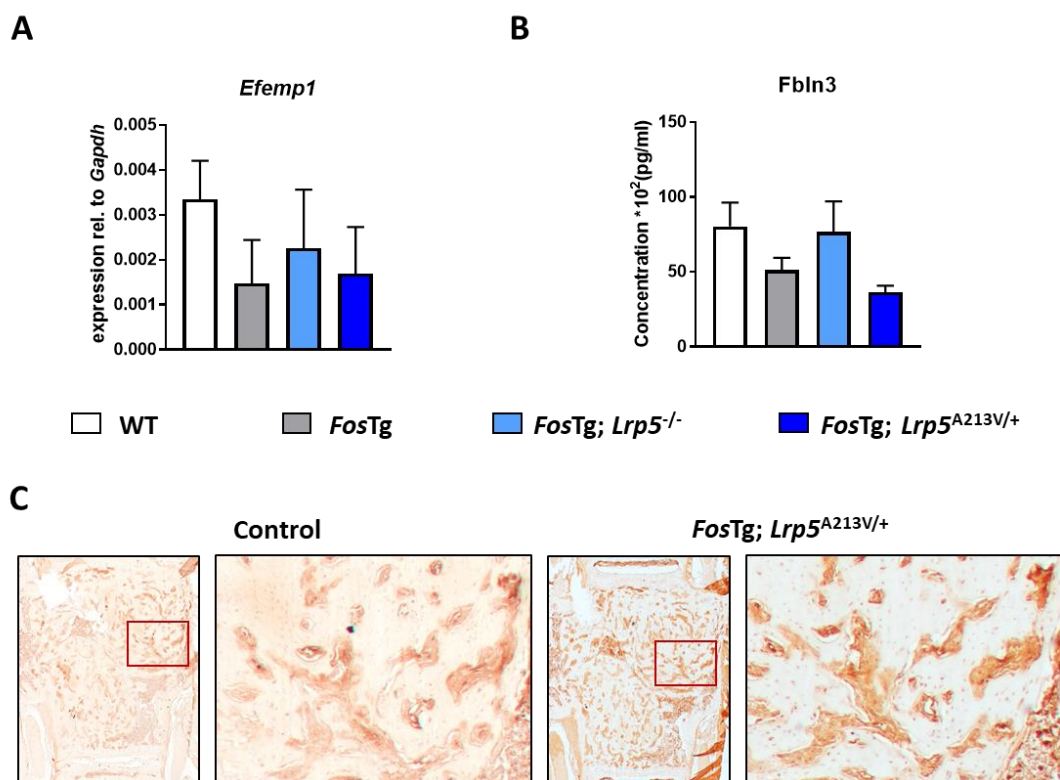 A
B
Efemp1
Fbln3
expression rel. to Gapdh
0.005
0.004
0.003
0.002
0.001
0.000
Concentration *10²(pg/ml)
150
100
50
0
WT
FosTg
FosTg; Lrp5⁻/⁻
FosTg; Lrp5ᴬ²¹³ⱽ/⁺
C
Control
FosTg; Lrp5ᴬ²¹³ⱽ/⁺